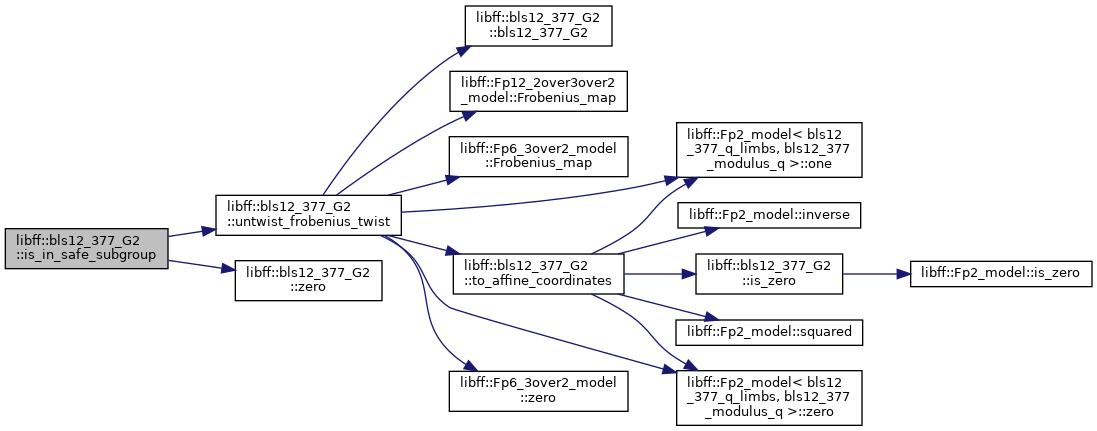 libff::bls12_377_G2
::is_in_safe_subgroup
libff::bls12_377_G2
::untwist_frobenius_twist
libff::bls12_377_G2
::zero
libff::bls12_377_G2
::bls12_377_G2
libff::Fp12_2over3over2
_model::Frobenius_map
libff::Fp6_3over2_model
::Frobenius_map
libff::bls12_377_G2
::to_affine_coordinates
libff::Fp6_3over2_model
::zero
libff::Fp2_model< bls12
_377_q_limbs, bls12_377
_modulus_q >::one
libff::Fp2_model::inverse
libff::bls12_377_G2
::is_zero
libff::Fp2_model::squared
libff::Fp2_model< bls12
_377_q_limbs, bls12_377
_modulus_q >::zero
libff::Fp2_model::is_zero